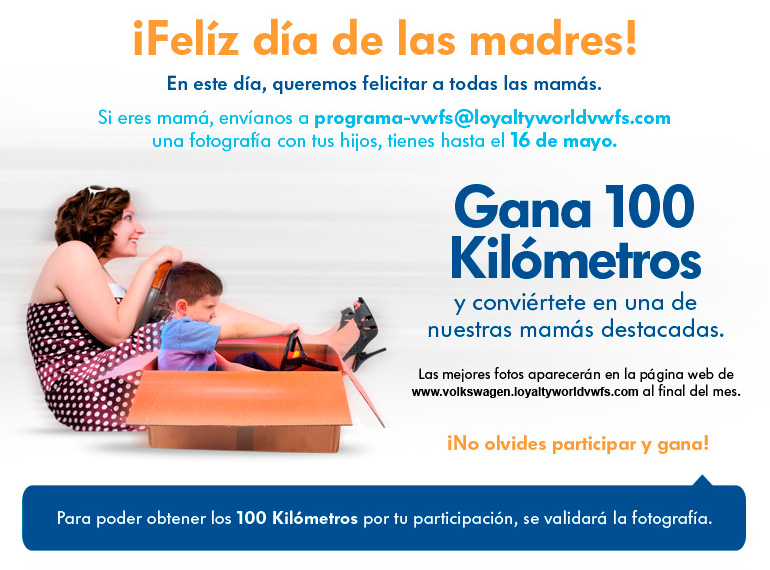 ¡Felíz día de las madres!
En este día, queremos felicitar a todas las mamás.
Si eres mamá, envíanos a programa-vwfs@loyaltyworldvwfs.com
una fotografía con tus hijos, tienes hasta el 16 de mayo.
Gana 100
Kilómetros
y conviértete en una de
nuestras mamás destacadas.
Las mejores fotos aparecerán en la página web de
www.volkswagen.loyaltyworldvwfs.com al final del mes.
¡No olvides participar y gana!
Para poder obtener los 100 Kilómetros por tu participación, se validará la fotografía.